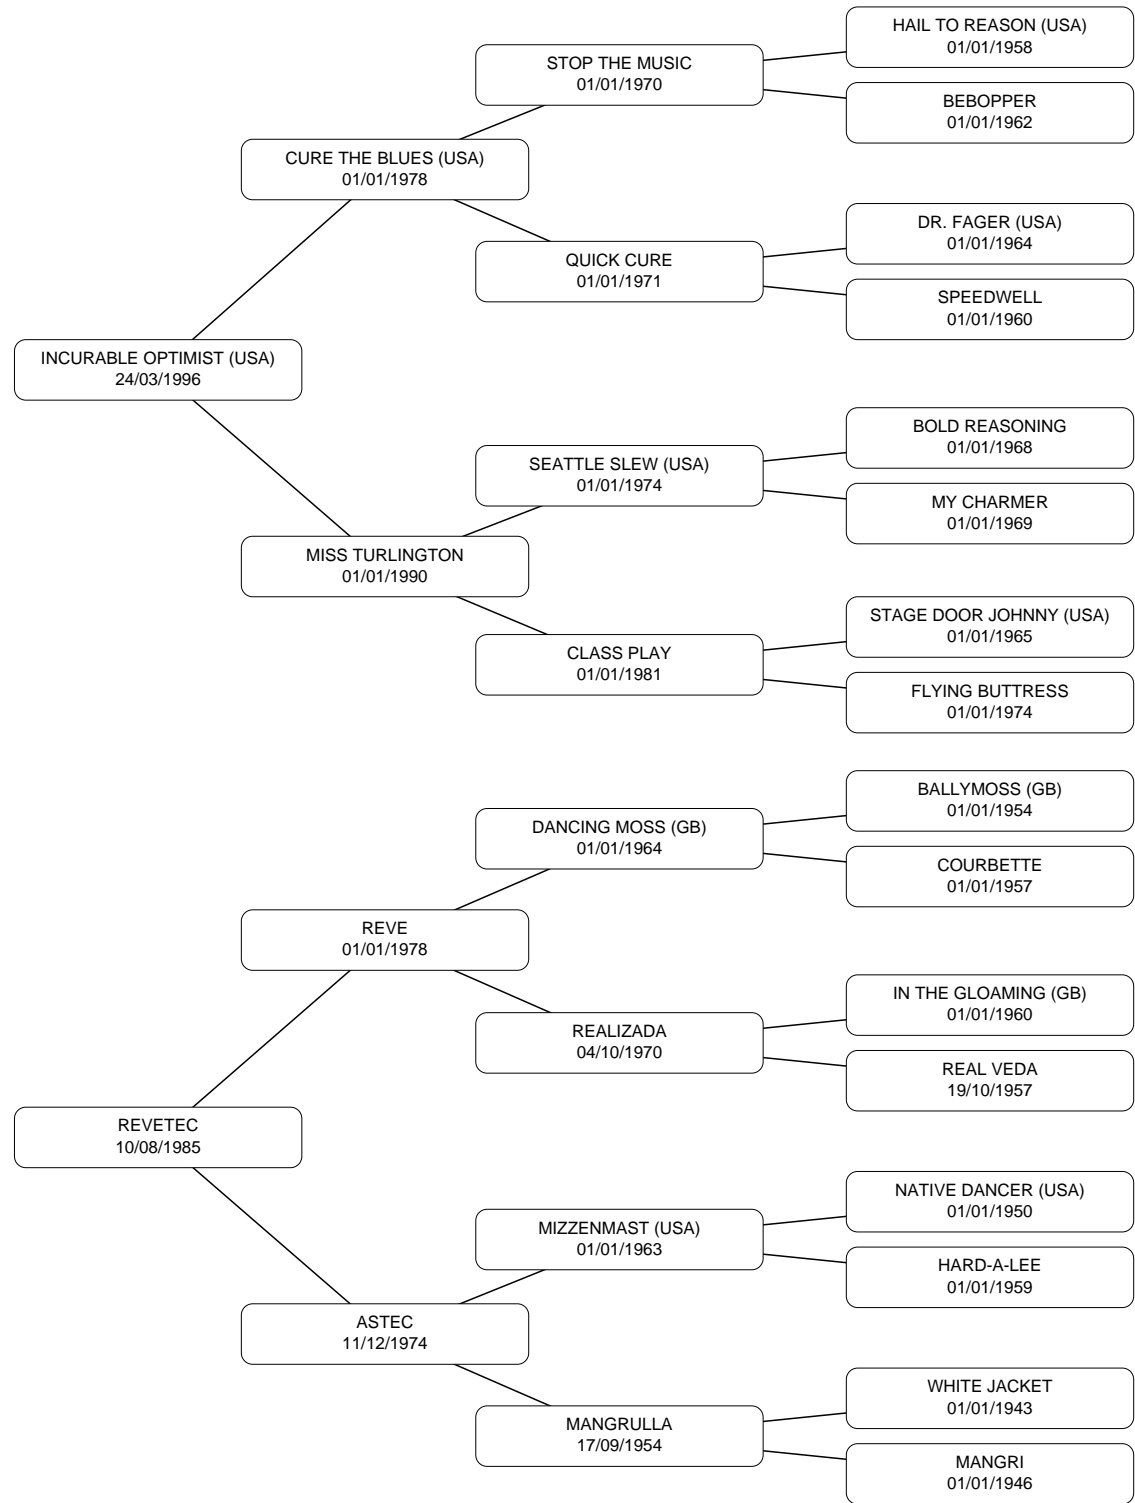 HAIL TO REASON (USA)
01/01/1958
STOP THE MUSIC
01/01/1970
BEBOPPER
01/01/1962
CURE THE BLUES (USA)
01/01/1978
DR. FAGER (USA)
01/01/1964
QUICK CURE
01/01/1971
SPEEDWELL
01/01/1960
INCURABLE OPTIMIST (USA)
24/03/1996
BOLD REASONING
01/01/1968
SEATTLE SLEW (USA)
01/01/1974
MY CHARMER
01/01/1969
MISS TURLINGTON
01/01/1990
STAGE DOOR JOHNNY (USA)
01/01/1965
CLASS PLAY
01/01/1981
FLYING BUTTRESS
01/01/1974
BALLYMOSS (GB)
01/01/1954
DANCING MOSS (GB)
01/01/1964
COURBETTE
01/01/1957
REVE
01/01/1978
IN THE GLOAMING (GB)
01/01/1960
REALIZADA
04/10/1970
REAL VEDA
19/10/1957
REVETEC
10/08/1985
NATIVE DANCER (USA)
01/01/1950
MIZZENMAST (USA)
01/01/1963
HARD-A-LEE
01/01/1959
ASTEC
11/12/1974
WHITE JACKET
01/01/1943
MANGRULLA
17/09/1954
MANGRI
01/01/1946